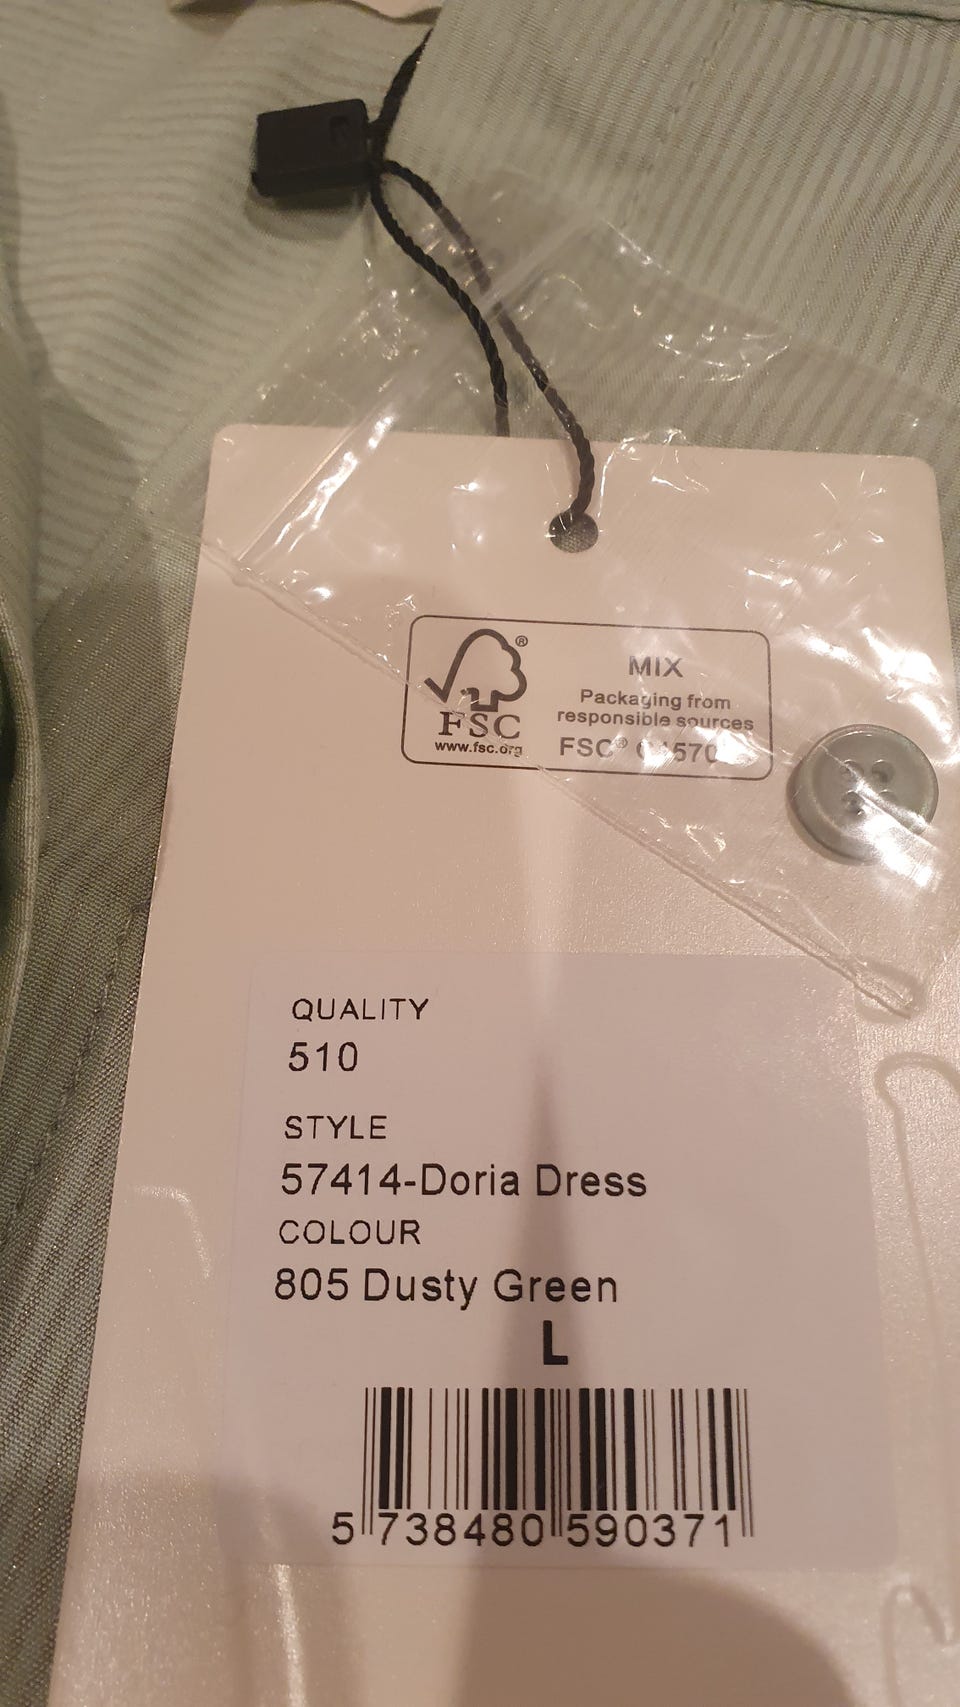 FSC
www.fsc.org
®
MIX
Packaging from
responsible sources
FSC®
QUALITY
510
STYLE
57414-Doria Dress
COLOUR
805 Dusty Green
L
5 738480 590371